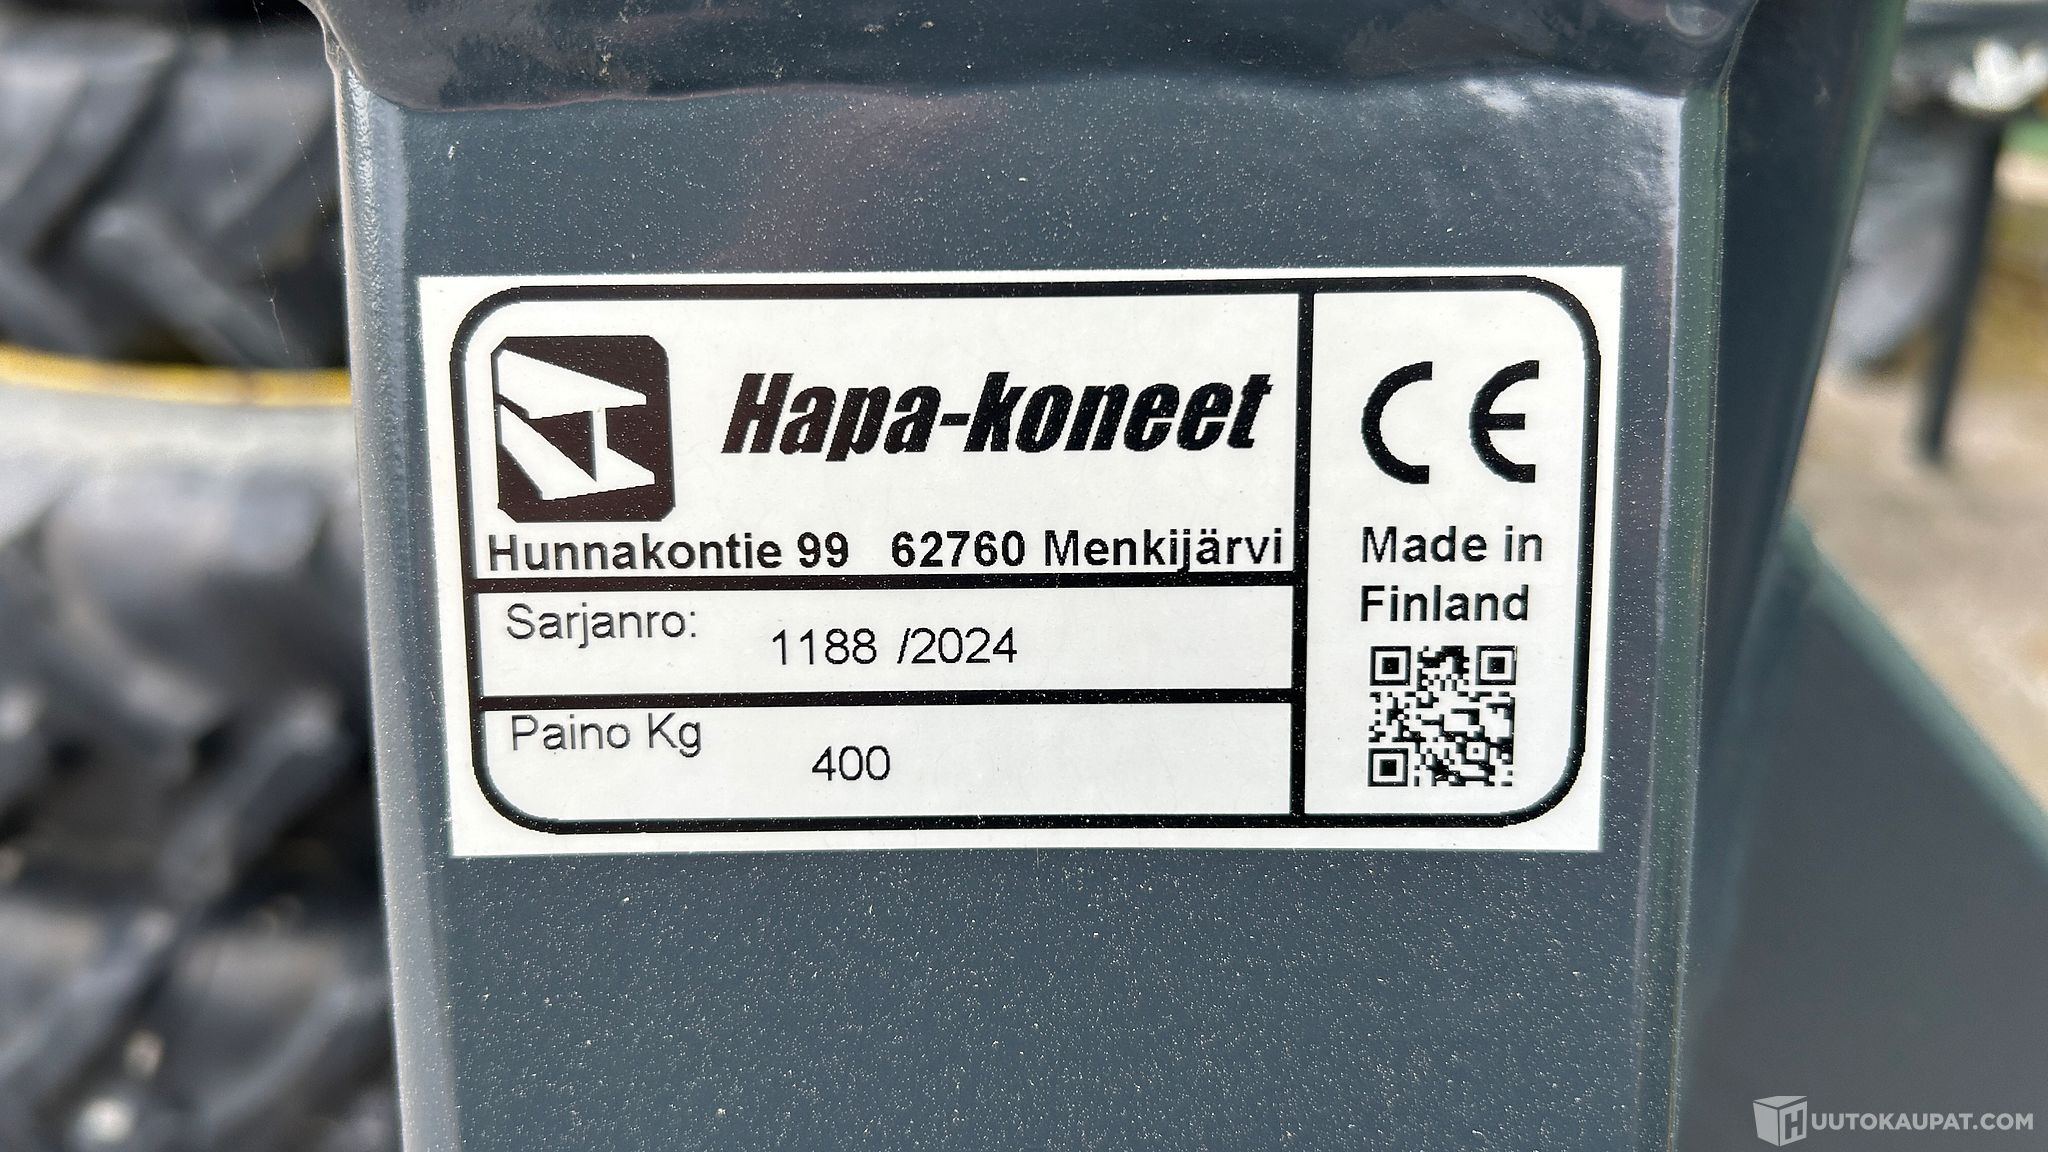 Hapa-koneet
Hunnakontie 99 62760 Menkijärvi
Sarjanro: 1188 /2024
Paino Kg 400
CE
Made in
Finland
HUUTOKAUPAT.COM